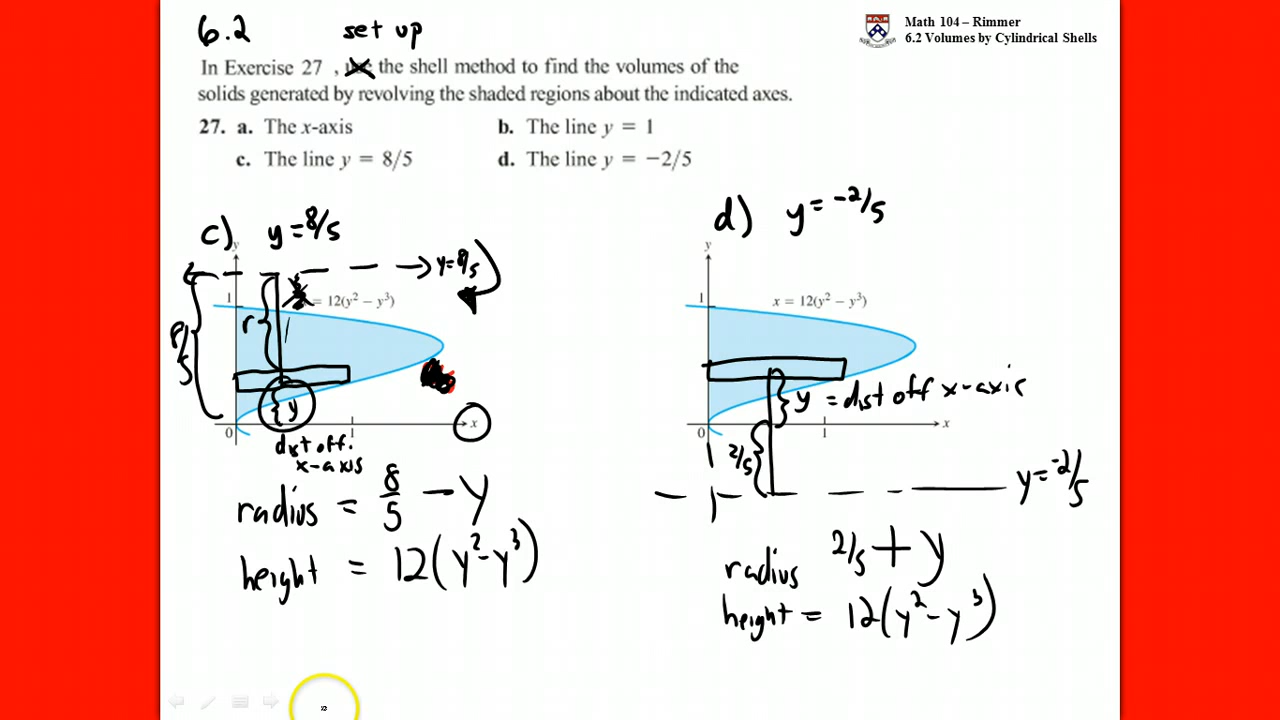 6.2 set up
Math 104 – Rimmer
6.2 Volumes by Cylindrical Shells
In Exercise 27 , the shell method to find the volumes of the
solids generated by revolving the shaded regions about the indicated axes.
27. a. The x-axis b. The line y = 1
c. The line y = 8/5 d. The line y = −2/5
c) y = 8/5
y
y = 8/5
1
= 12(y² − y³)
r
8/5
y
0
1
x
dist off
x-axis
radius = 8/5 − y
height = 12(y² - y³)
d) y = -2/5
y
1
x = 12(y² − y³)
y = dist off x-axis
0
1
x
2/5
y = -2/5
radius 2/5 + y
height = 12(y² - y³)